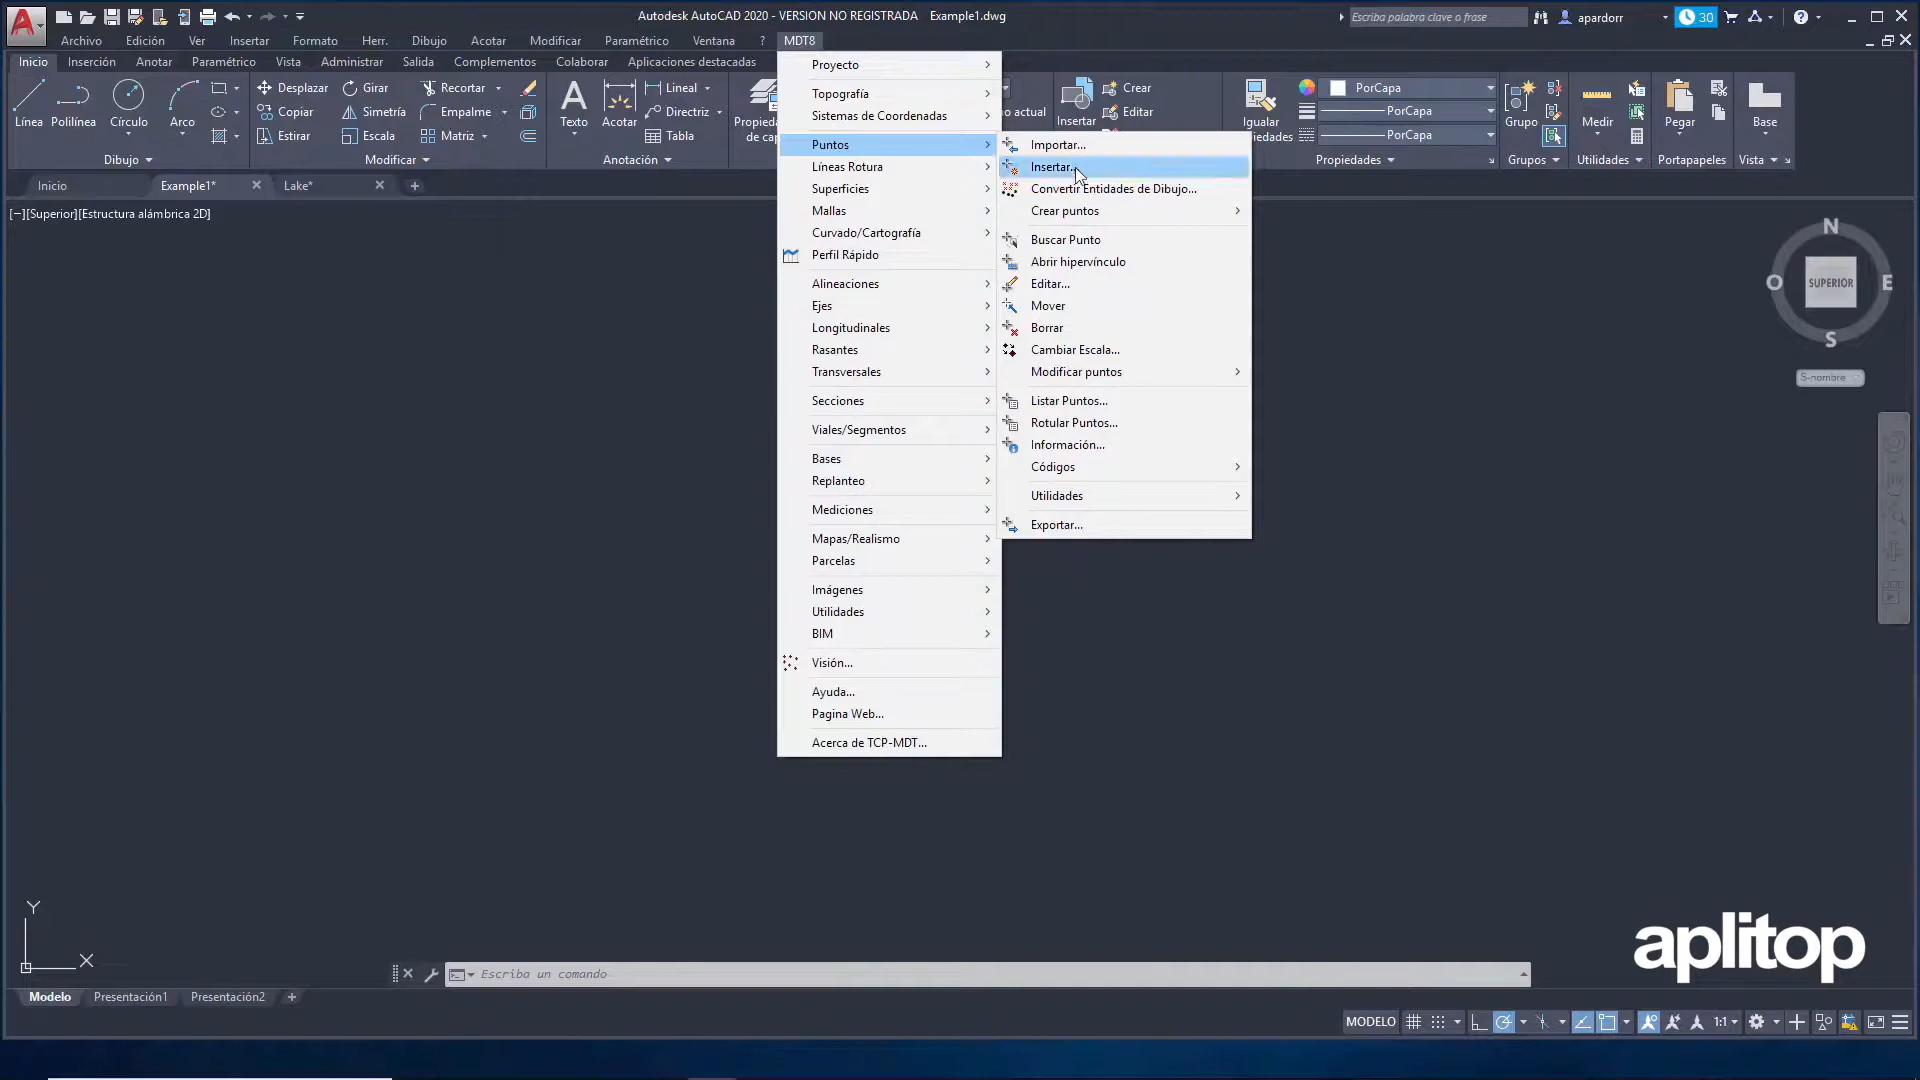 Autodesk AutoCAD 2020 - VERSION NO REGISTRADA Example1.dwg
Escriba palabra clave o frase
apardorr
30
Archivo Edición Ver Insertar Formato Herr. Dibujo Acotar Modificar Paramétrico Ventana ? MDT8
Inicio Inserción Anotar Paramétrico Vista Administrar Salida Complementos Colaborar Aplicaciones destacadas
Línea
Polilínea
Círculo
Arco
Dibujo
Desplazar
Girar
Recortar
Copiar
Simetría
Empalme
Estirar
Escala
Matriz
Modificar
Texto
Acotar
Lineal
Directriz
Tabla
Anotación
Insertar
Crear
Editar
Igualar
PorCapa
PorCapa
PorCapa
Propiedades
Grupo
Grupos
Medir
Utilidades
Pegar
Portapapeles
Base
Vista
Inicio
Example1*
Lake*
[−][Superior][Estructura alámbrica 2D]
Proyecto
Topografía
Sistemas de Coordenadas
Puntos
Líneas Rotura
Superficies
Mallas
Curvado/Cartografía
Perfil Rápido
Alineaciones
Ejes
Longitudinales
Rasantes
Transversales
Secciones
Viales/Segmentos
Bases
Replanteo
Mediciones
Mapas/Realismo
Parcelas
Imágenes
Utilidades
BIM
Visión...
Ayuda...
Pagina Web...
Acerca de TCP-MDT...
Importar...
Insertar...
Convertir Entidades de Dibujo...
Crear puntos
Buscar Punto
Abrir hipervínculo
Editar...
Mover
Borrar
Cambiar Escala...
Modificar puntos
Listar Puntos...
Rotular Puntos...
Información...
Códigos
Utilidades
Exportar...
N
O
SUPERIOR
E
S
S-nombre
Y
X
aplitop
Escriba un comando
Modelo Presentación1 Presentación2
MODELO
1:1